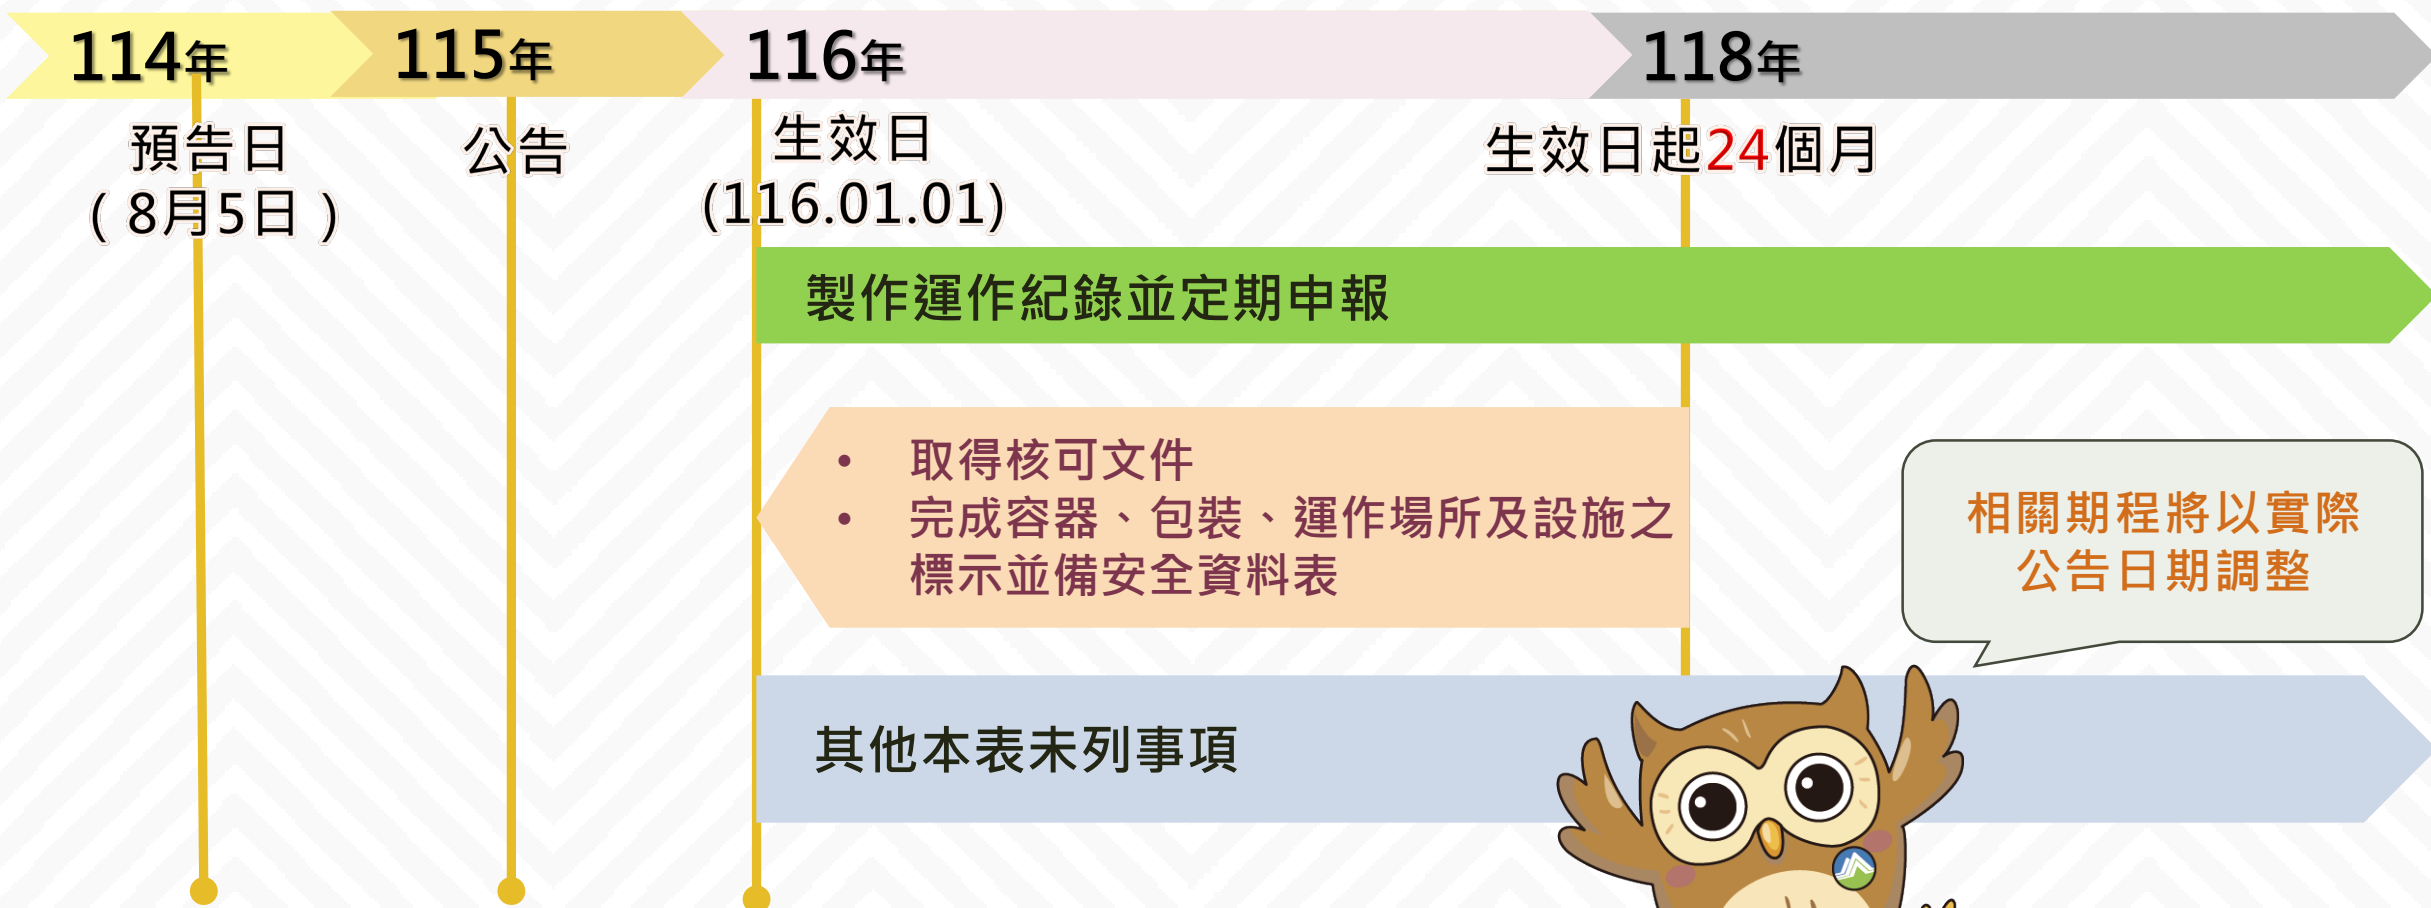 114年
115年
116年
118年
預告日
( 8月5日 )
公告
生效日
(116.01.01)
生效日起24個月
製作運作紀錄並定期申報
• 取得核可文件
• 完成容器、包裝、運作場所及設施之
標示並備安全資料表
相關期程將以實際
公告日期調整
其他本表未列事項